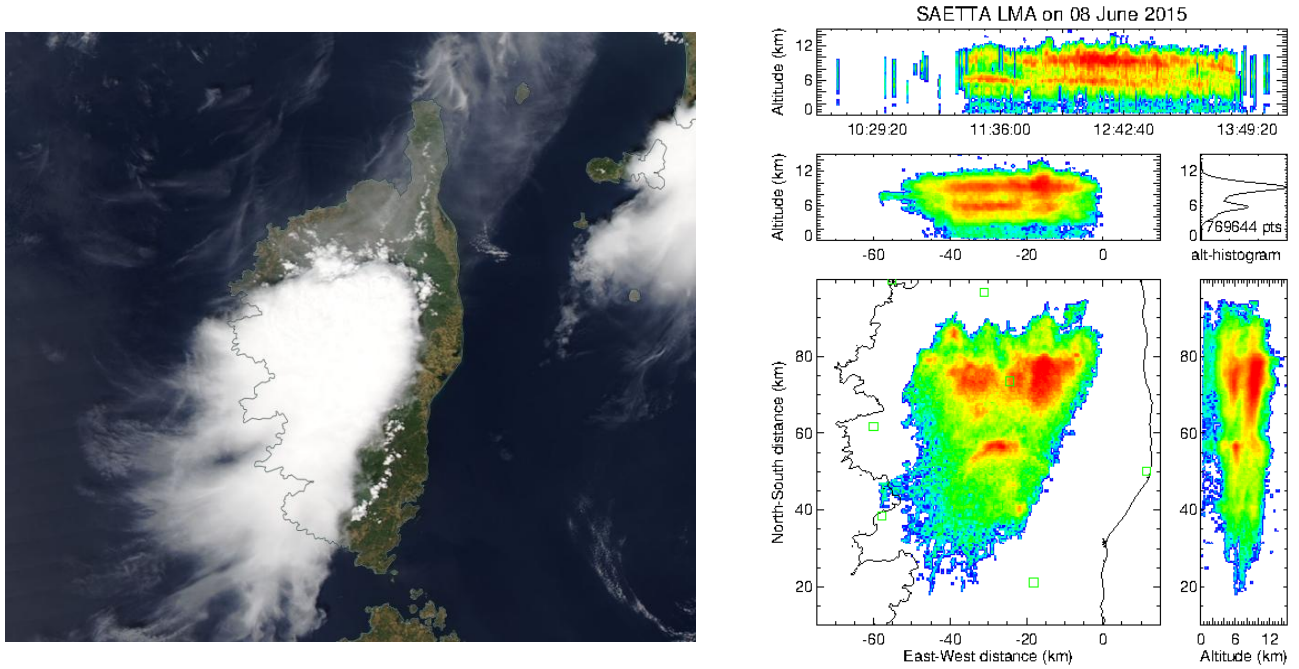 SAETTA LMA on 08 June 2015
Altitude (km)
12
6
0
10:29:20 11:36:00 12:42:40 13:49:20
Altitude (km)
12
6
0
-60 -40 -20 0
12
6
0
769644 pts
alt-histogram
North-South distance (km)
80
60
40
20
-60 -40 -20 0
East-West distance (km)
80
60
40
20
0 6 12
Altitude (km)